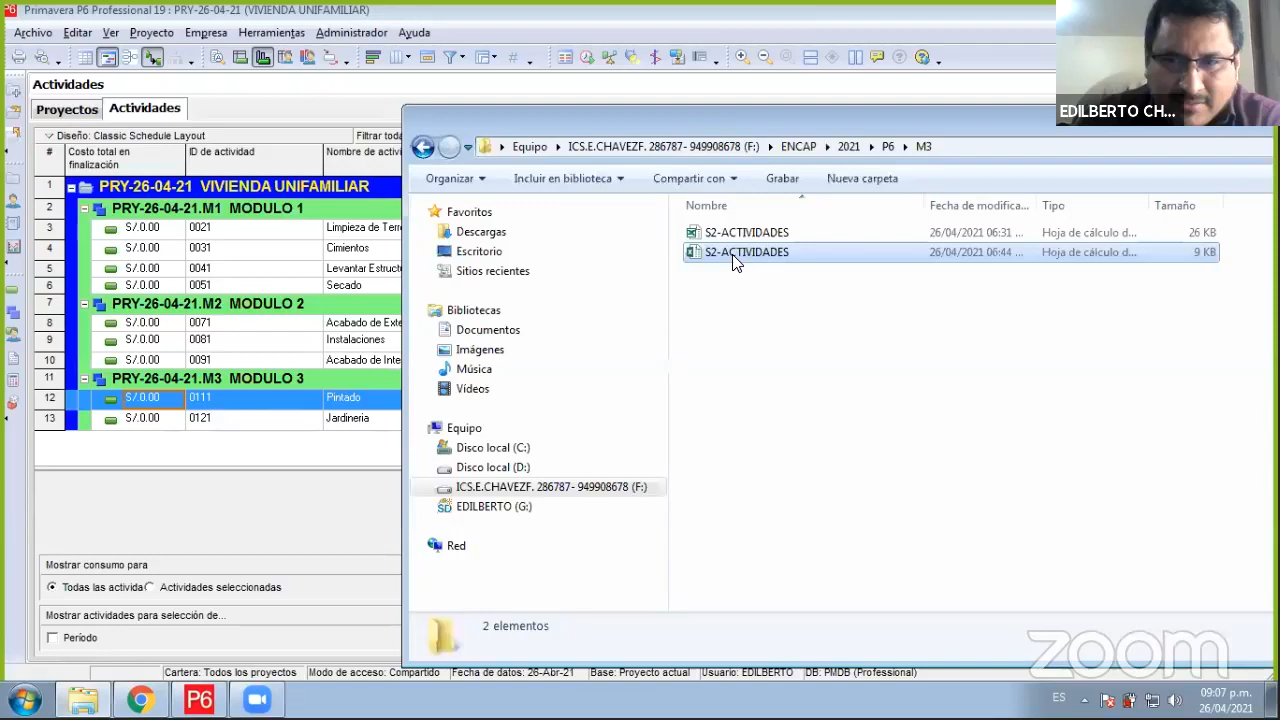 Primavera P6 Professional 19 : PRY-26-04-21 (VIVIENDA UNIFAMILIAR)
Archivo Editar Ver Proyecto Empresa Herramientas Administrador Ayuda
Actividades
Proyectos Actividades
Diseño: Classic Schedule Layout Filtrar toda
# Costo total en finalización ID de actividad Nombre de activi
1 PRY-26-04-21 VIVIENDA UNIFAMILIAR
2 PRY-26-04-21.M1 MODULO 1
3 S/.0.00 0021 Limpieza de Terr
4 S/.0.00 0031 Cimientos
5 S/.0.00 0041 Levantar Estruct
6 S/.0.00 0051 Secado
7 PRY-26-04-21.M2 MODULO 2
8 S/.0.00 0071 Acabado de Exte
9 S/.0.00 0081 Instalaciones
10 S/.0.00 0091 Acabado de Inte
11 PRY-26-04-21.M3 MODULO 3
12 S/.0.00 0111 Pintado
13 S/.0.00 0121 Jardineria
Mostrar consumo para
Todas las activida Actividades seleccionadas
Mostrar actividades para selección de...
Período
Cartera: Todos los proyectos Modo de acceso: Compartido Fecha de datos: 26-Abr-21 Base: Proyecto actual Usuario: EDILBERTO DB: PMDB (Professional)
EDILBERTO CH...
Equipo ICS.E.CHAVEZF. 286787- 949908678 (F:) ENCAP 2021 P6 M3
Organizar Incluir en biblioteca Compartir con Grabar Nueva carpeta
Favoritos
Descargas
Escritorio
Sitios recientes
Bibliotecas
Documentos
Imágenes
Música
Vídeos
Equipo
Disco local (C:)
Disco local (D:)
ICS.E.CHAVEZF. 286787- 949908678 (F:)
EDILBERTO (G:)
Red
Nombre Fecha de modifica... Tipo Tamaño
S2-ACTIVIDADES 26/04/2021 06:31 ... Hoja de cálculo d... 26 KB
S2-ACTIVIDADES 26/04/2021 06:44 ... Hoja de cálculo d... 9 KB
2 elementos
zoom
P6
ES
09:07 p.m.
26/04/2021